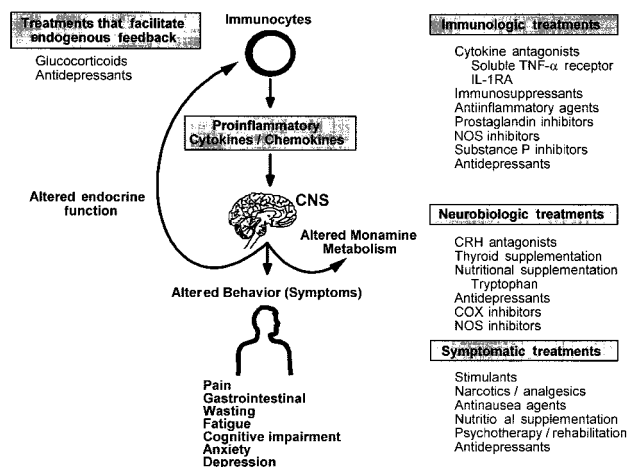 Treatments that facilitate
endogenous feedback
Glucocorticoids
Antidepressants
Immunocytes
Proinflammatory
Cytokines / Chemokines
Altered endocrine
function
CNS
Altered Monamine
Metabolism
Altered Behavior (Symptoms)
Pain
Gastrointestinal
Wasting
Fatigue
Cognitive impairment
Anxiety
Depression
Immunologic treatments
Cytokine antagonists
Soluble TNF-α receptor
IL-1RA
Immunosuppressants
Antiinflammatory agents
Prostaglandin inhibitors
NOS inhibitors
Substance P inhibitors
Antidepressants
Neurobiologic treatments
CRH antagonists
Thyroid supplementation
Nutritional supplementation
Tryptophan
Antidepressants
COX inhibitors
NOS inhibitors
Symptomatic treatments
Stimulants
Narcotics / analgesics
Antinausea agents
Nutritio al supplementation
Psychotherapy / rehabilitation
Antidepressants